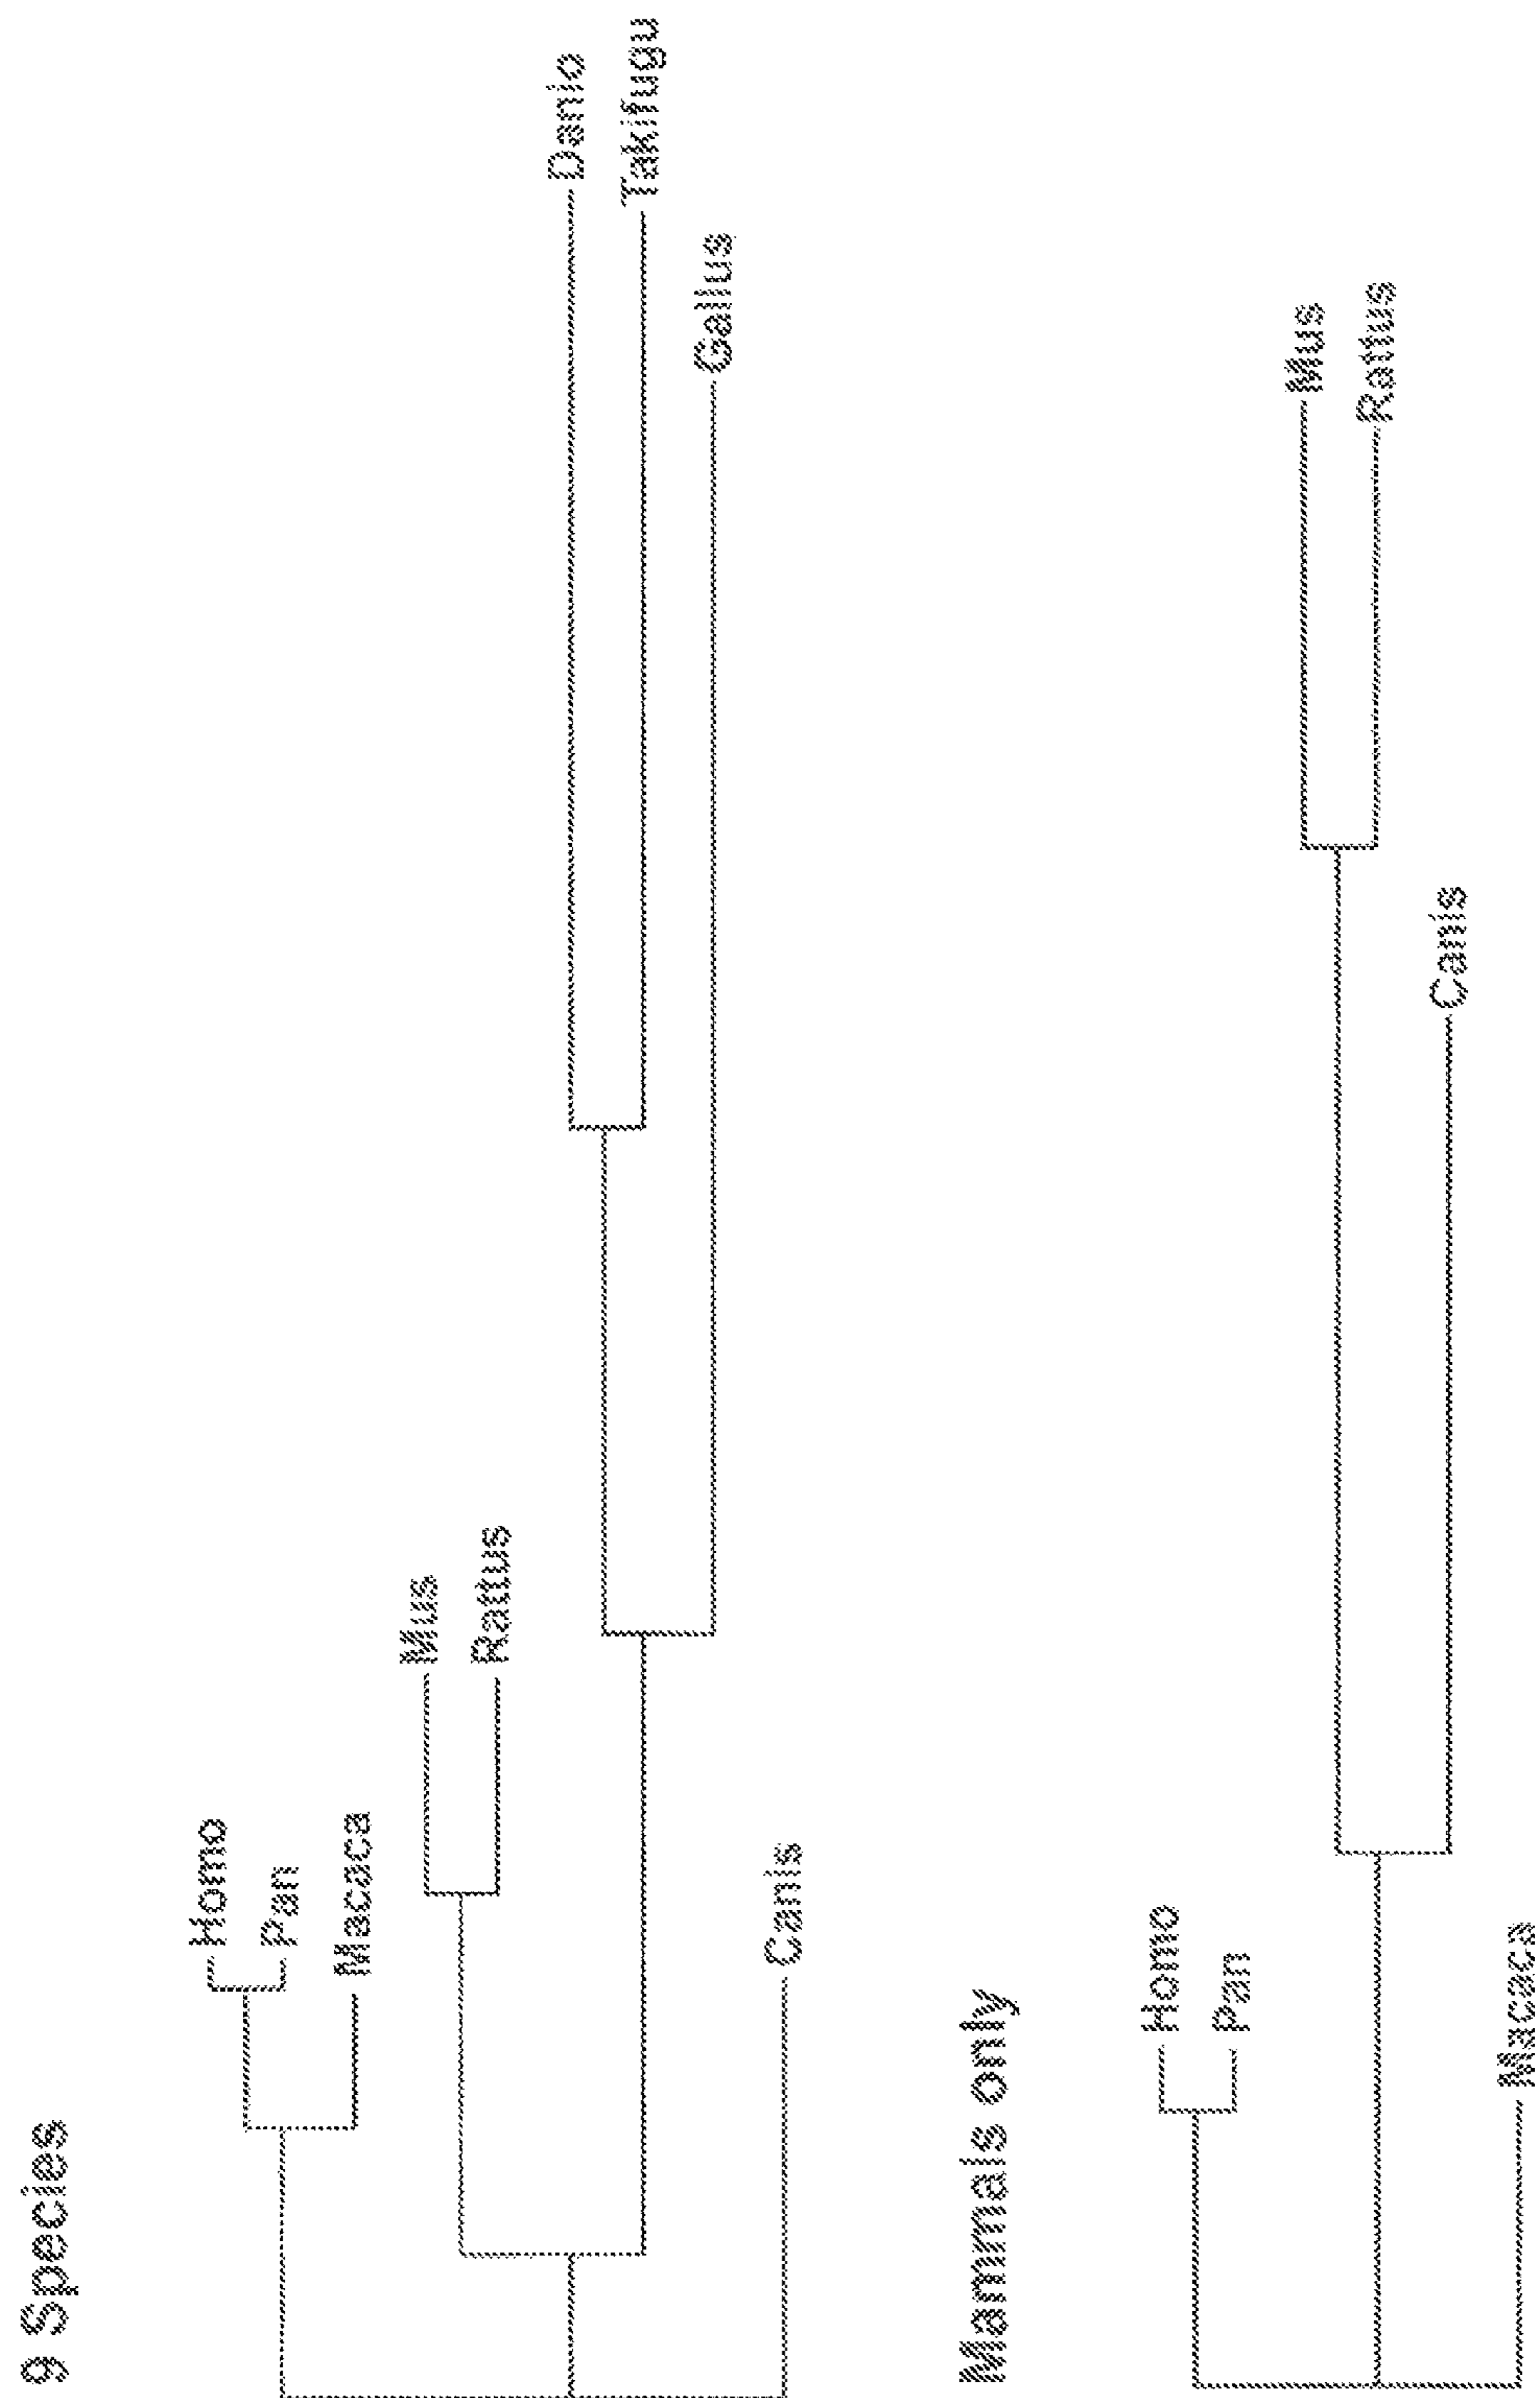 9 Species
Homo
Pan
Macaca
Mus
Rattus
Danio
Takifugu
Gallus
Canis
Mammals only
Homo
Pan
Mus
Rattus
Canis
Macaca